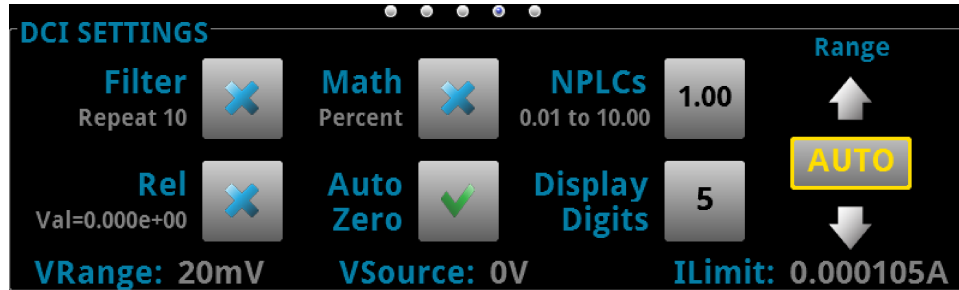 DCI SETTINGS
Range
Filter
Repeat 10
Math
Percent
NPLCs
0.01 to 10.00
1.00
AUTO
Rel
Val=0.000e+00
Auto
Zero
Display
Digits
5
VRange: 20mV
VSource: 0V
ILimit: 0.000105A